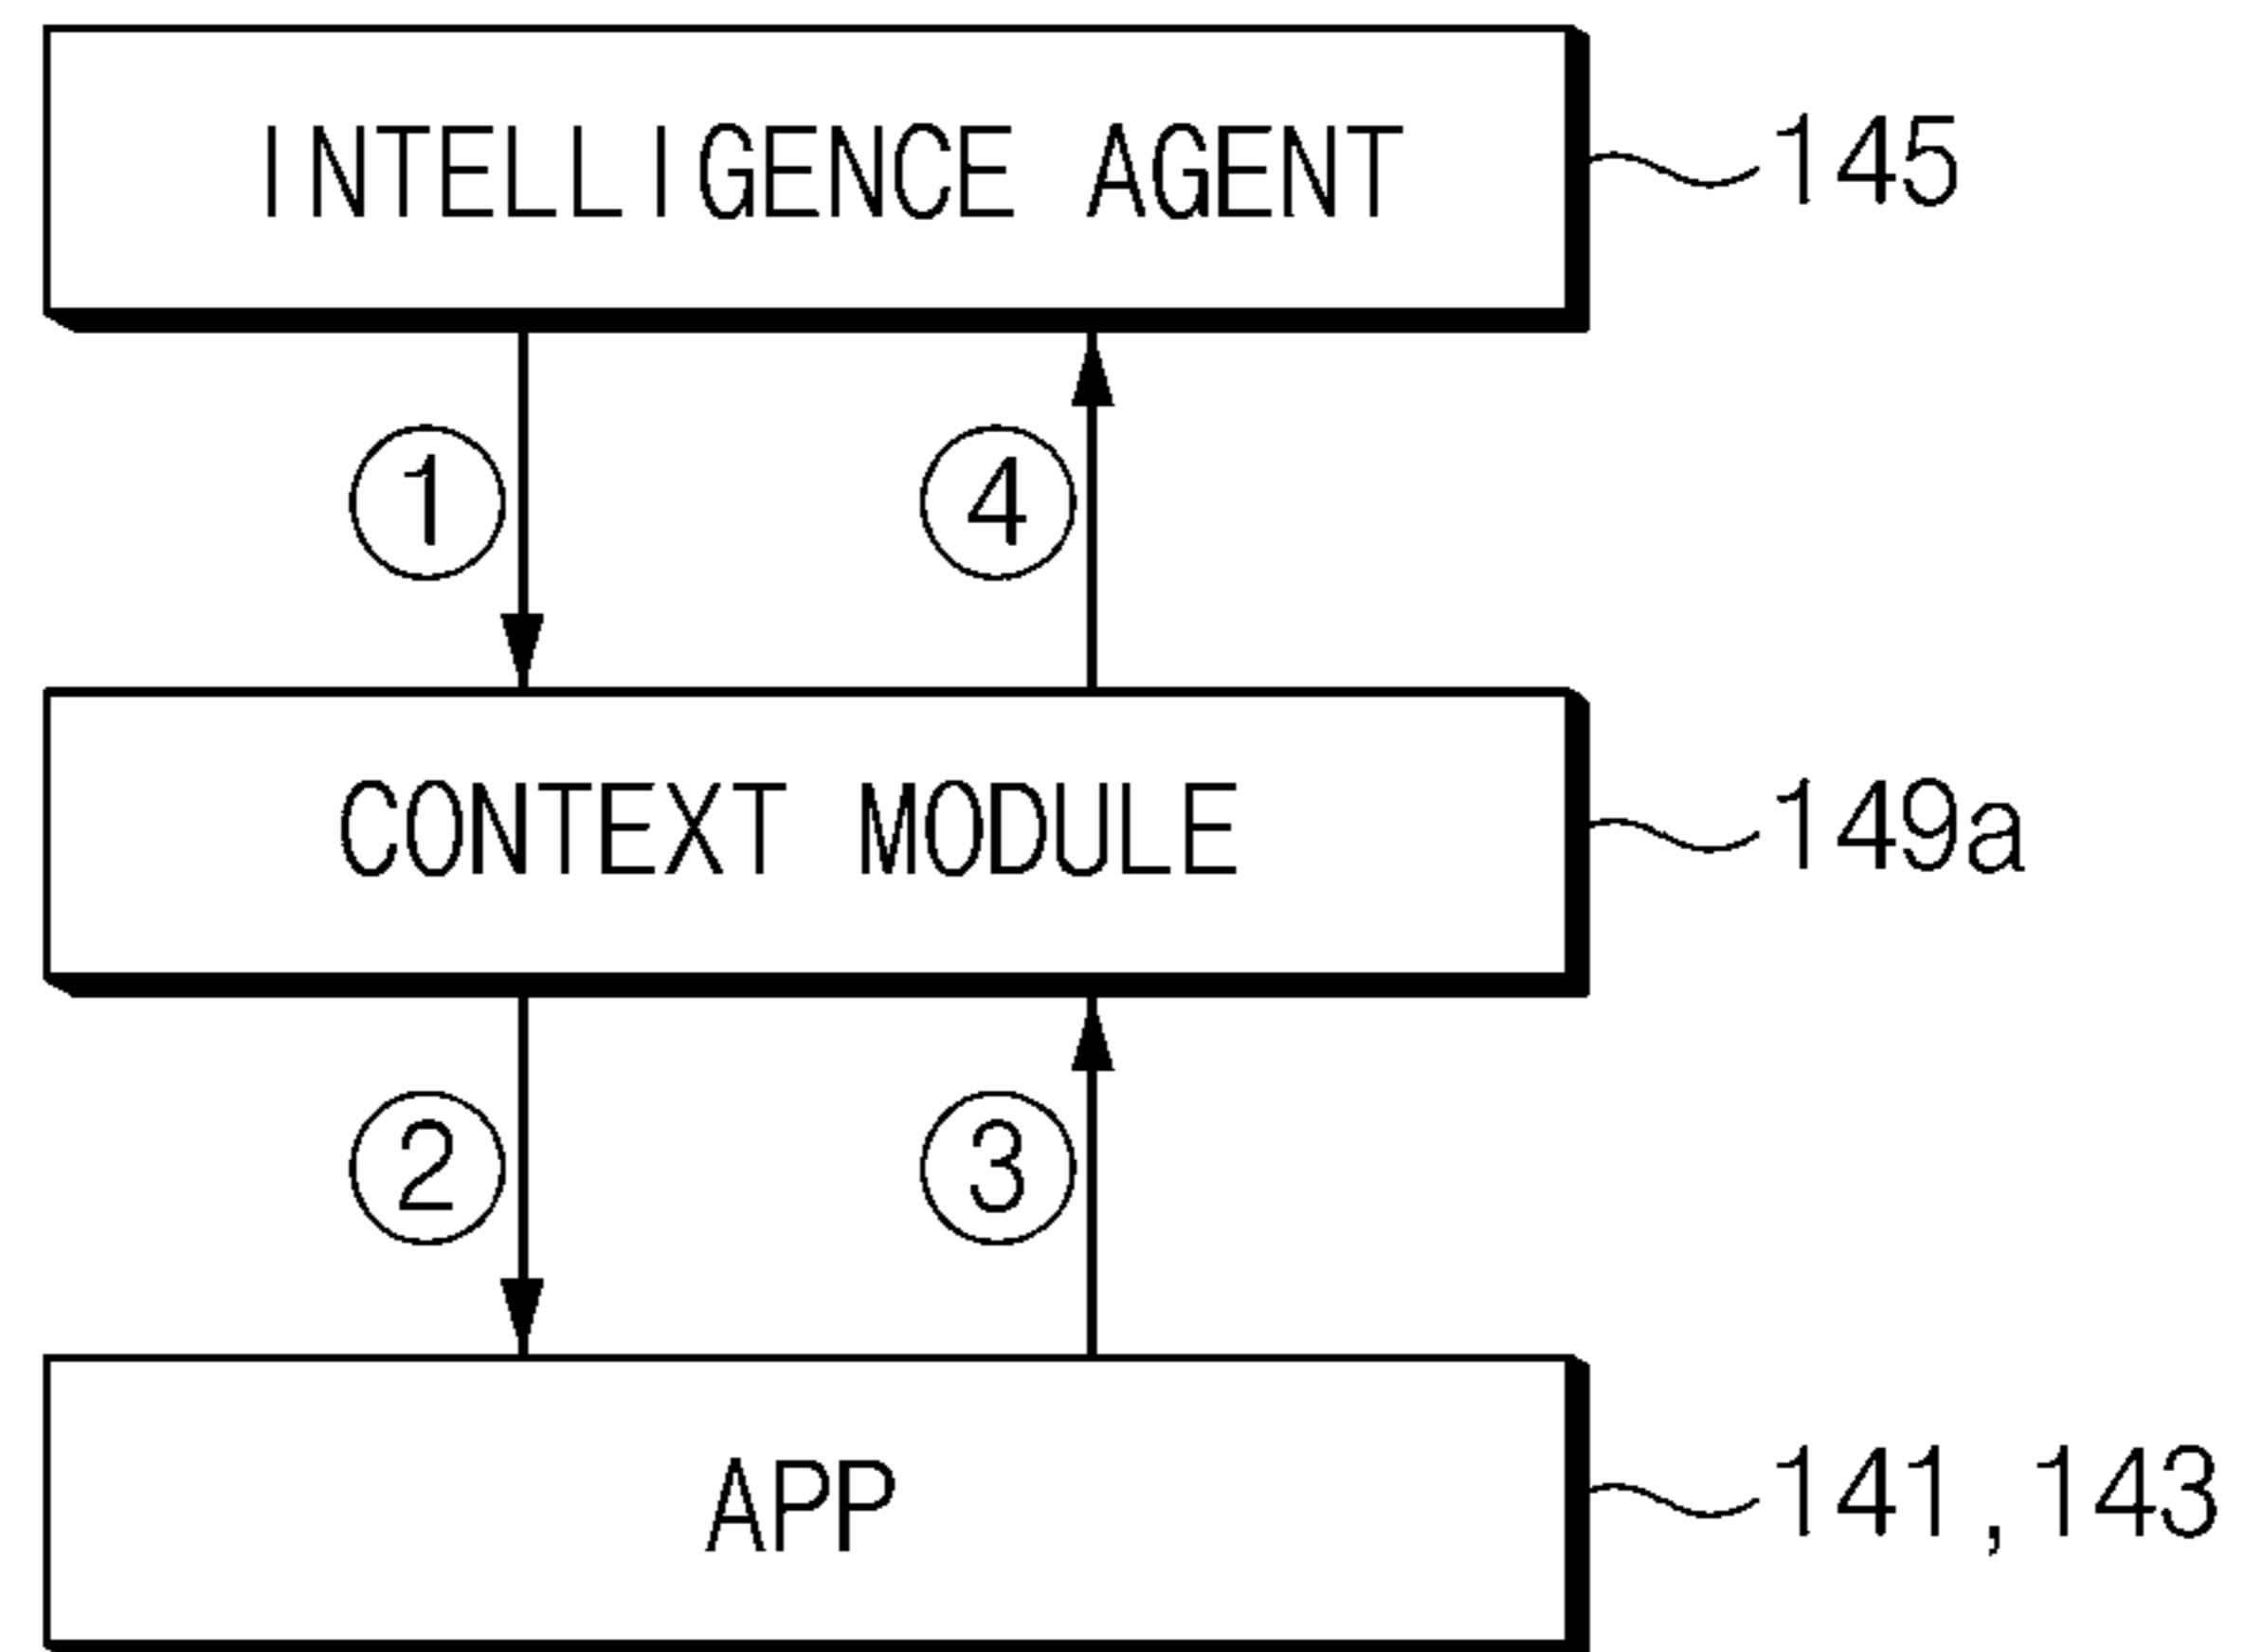 INTELLIGENCE AGENT 145
1 4
CONTEXT MODULE 149a
2 3
APP 141,143